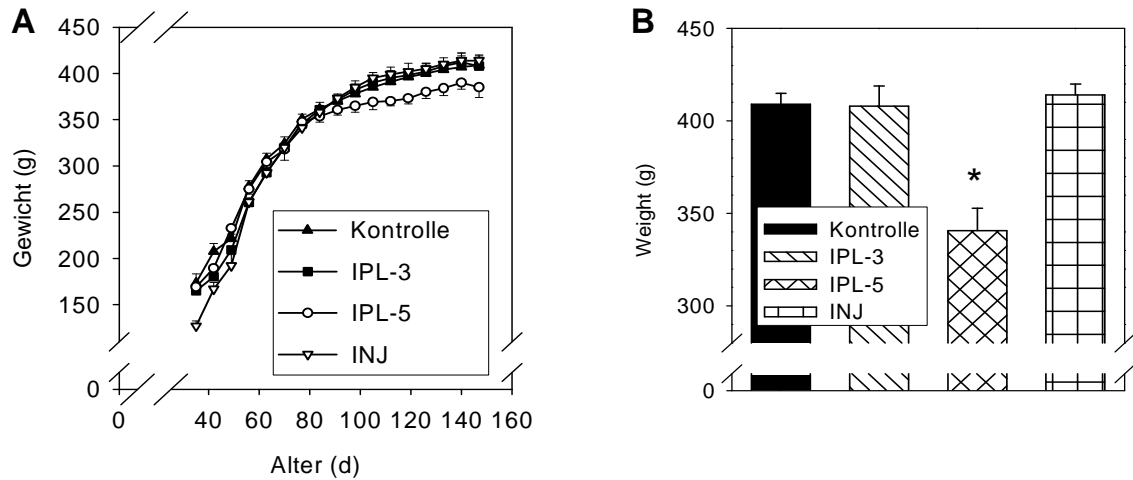 A
450
400
350
300
250
200
150
0
Gewicht (g)
Kontrolle
IPL-3
IPL-5
INJ
0 40 60 80 100 120 140 160
Alter (d)
B
450
400
350
300
0
Weight (g)
*
Kontrolle
IPL-3
IPL-5
INJ